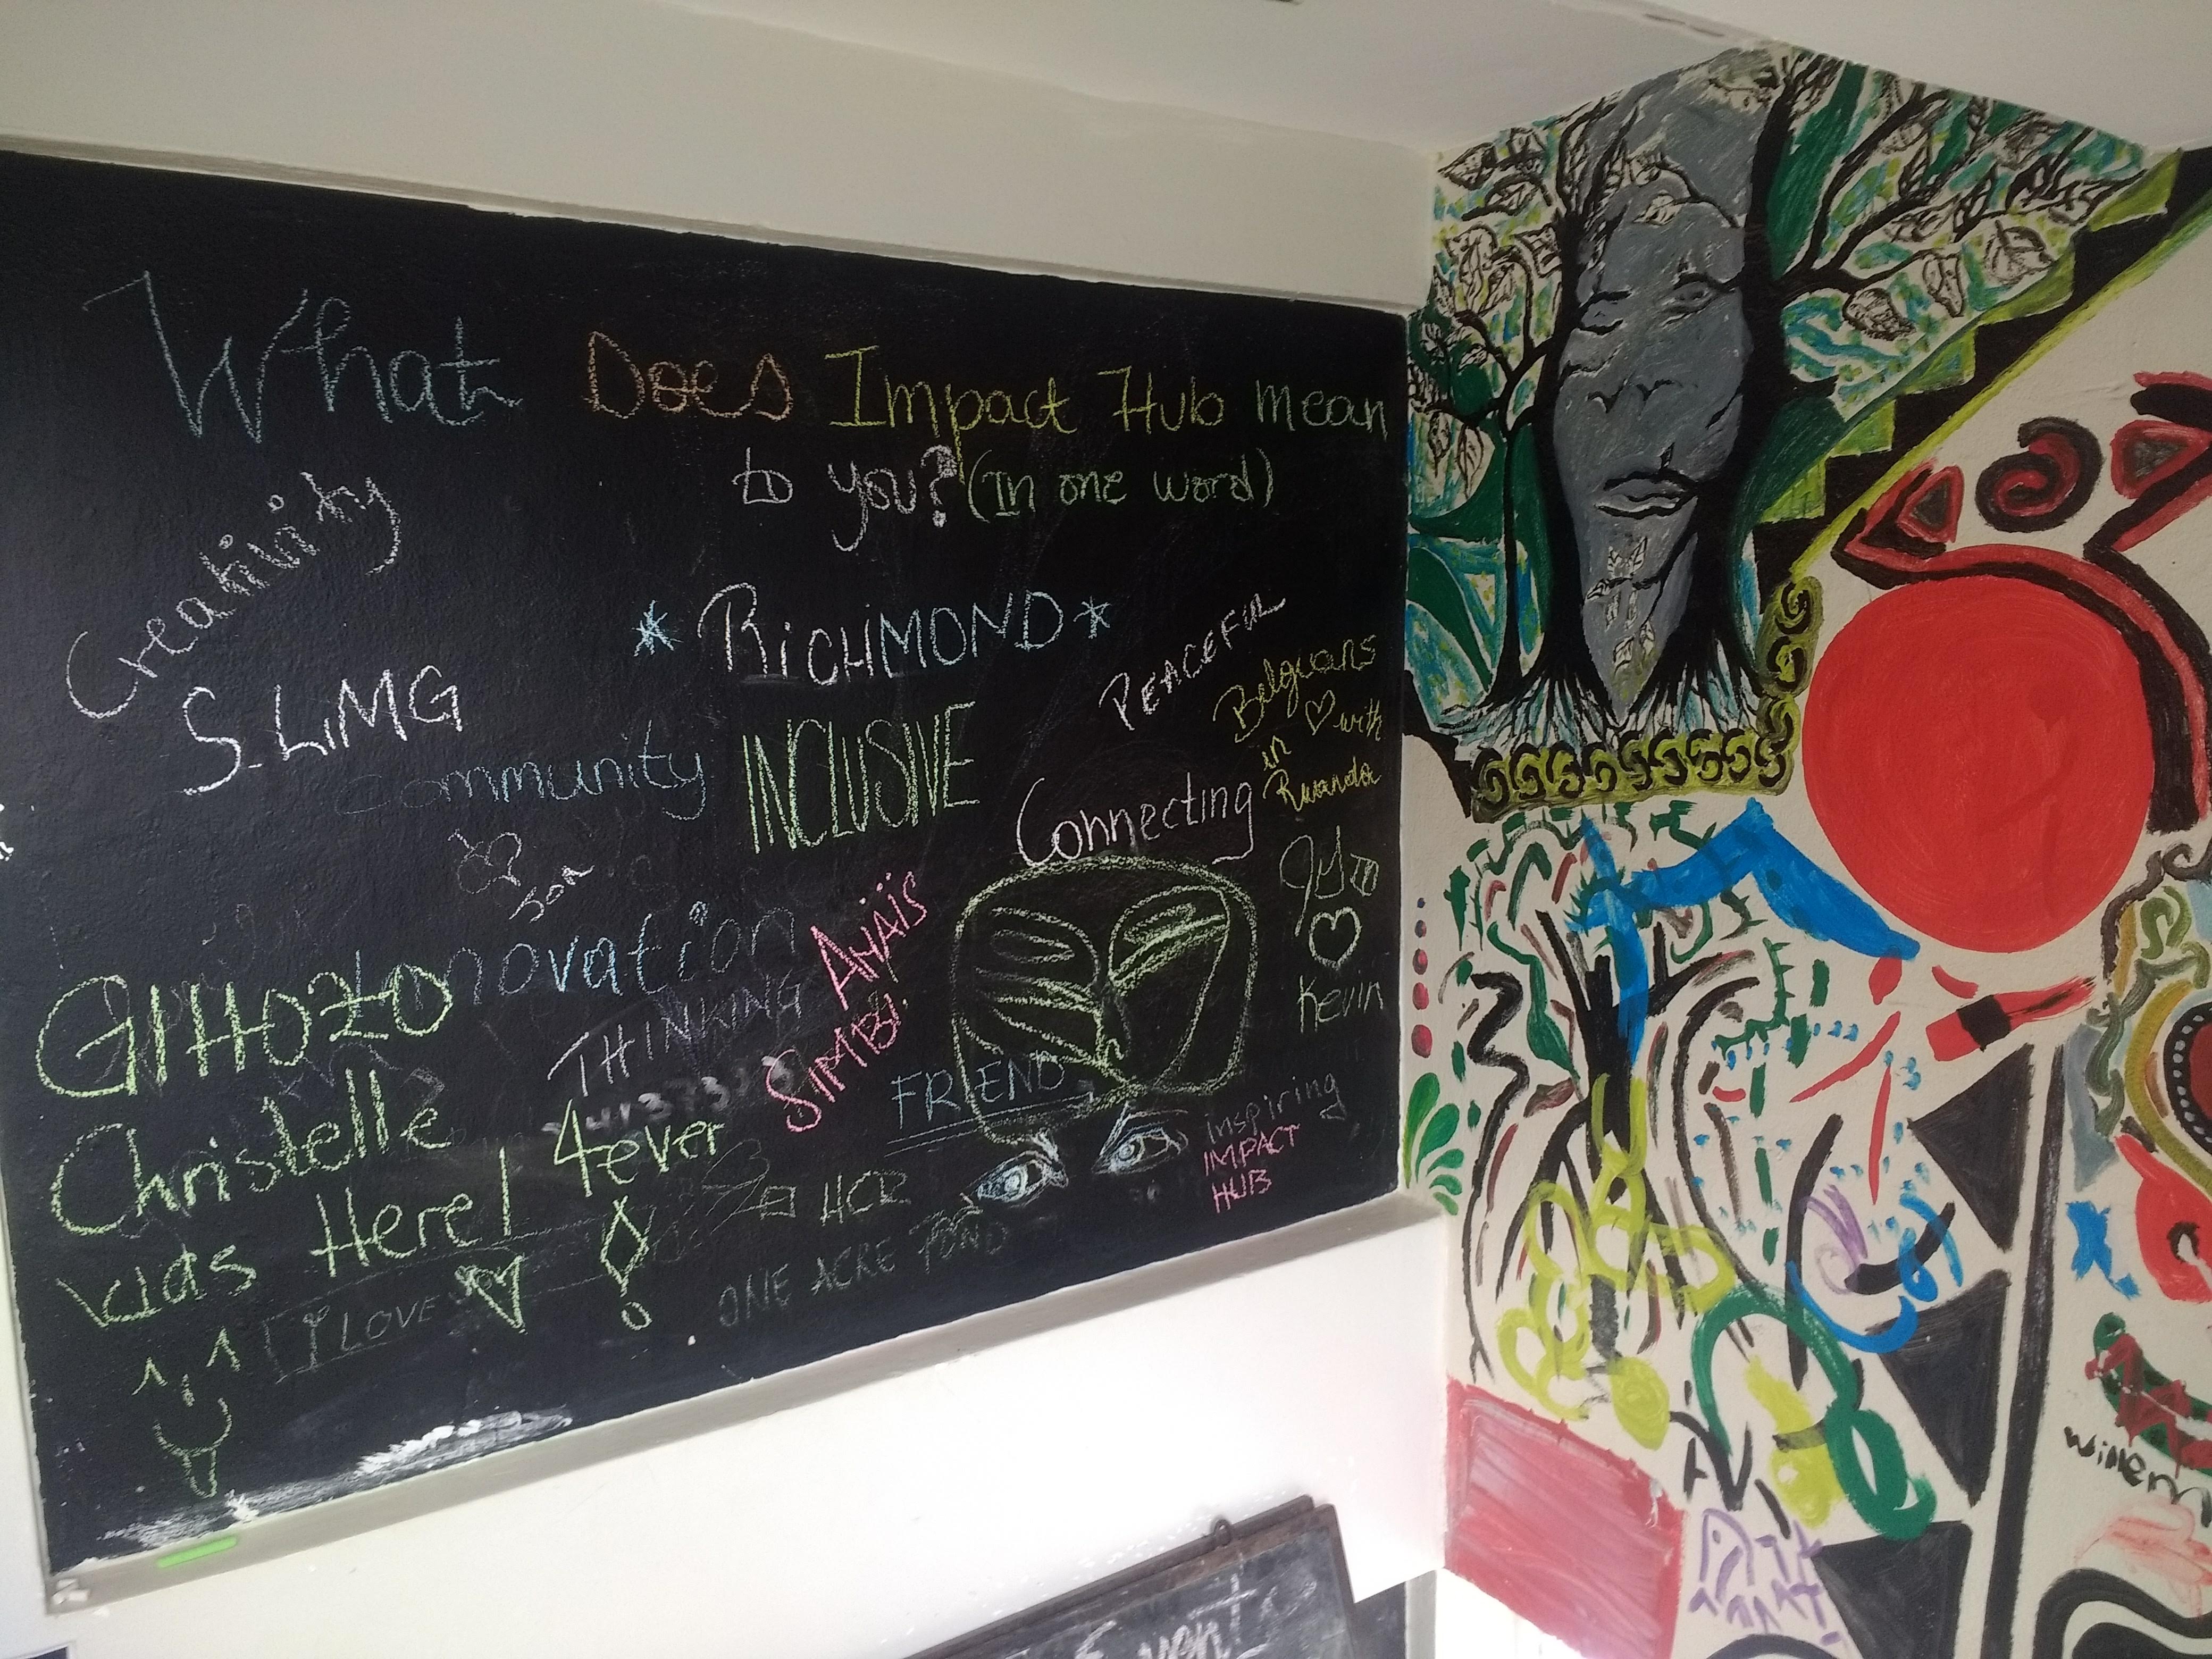 What Does Impact Hub mean
to you? (In one word)
Creativity
S.LiMG
* RiCHMOND *
PEACEFUL
Belgians
in ♡ with
Rwanda
community
INCLUSIVE
Connecting
Innovation
THINKING
ANAÏS
SIMBI
♡
Kevin
GIHOZO
Christelle
was Here! 4ever
FRIEND
Inspiring
IMPACT
HUB
HCR
ONE ACRE FUND
I LOVE
Willem
Event